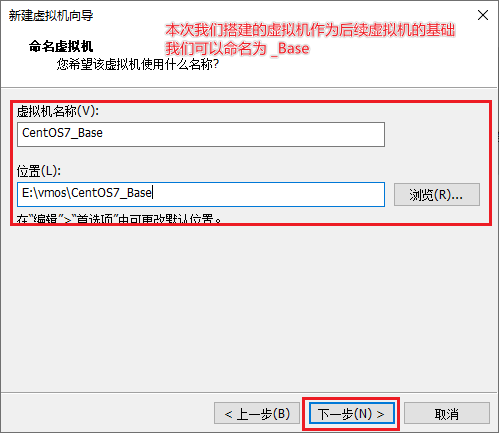 新建虚拟机向导
本次我们搭建的虚拟机作为后续虚拟机的基础
我们可以命名为 _Base
命名虚拟机
您希望该虚拟机使用什么名称?
虚拟机名称(V):
CentOS7_Base
位置(L):
E:\vmos\CentOS7_Base
浏览(R)...
在“编辑”>“首选项”中可更改默认位置。
< 上一步(B)
下一步(N) >
取消